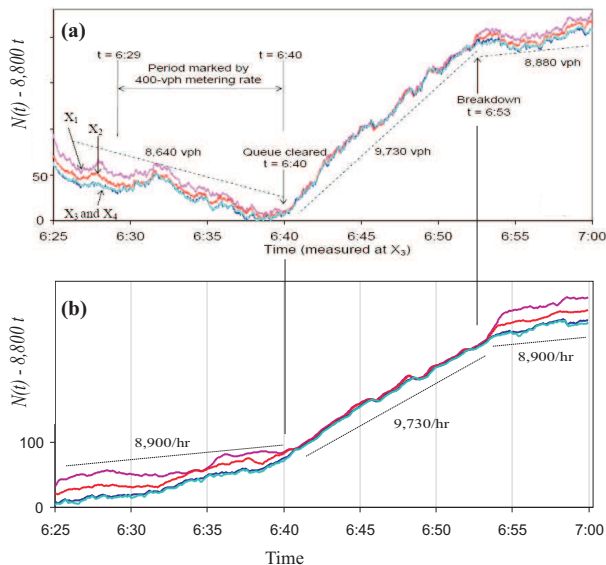 (a)
N(t) - 8,800 t
t = 6:29
t = 6:40
Period marked by
400-vph metering rate
8,880 vph
Breakdown
t = 6:53
X1
X2
8,640 vph
Queue cleared
t = 6:40
9,730 vph
50
X3 and X4
0
6:25 6:30 6:35 6:40 6:45 6:50 6:55 7:00
Time (measured at X3)
(b)
N(t) - 8,800 t
8,900/hr
9,730/hr
100
8,900/hr
0
6:25 6:30 6:35 6:40 6:45 6:50 6:55 7:00
Time